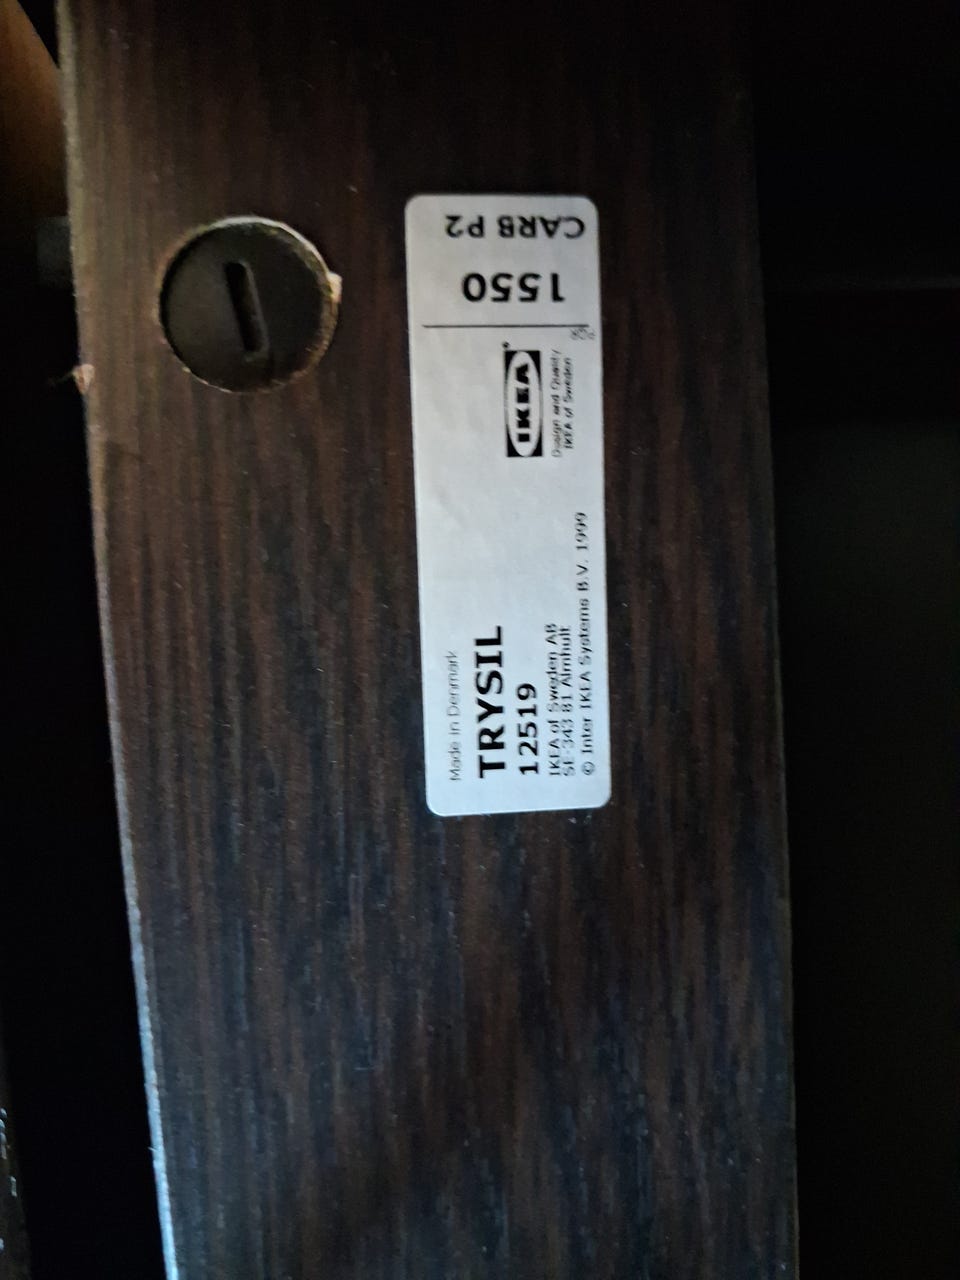 Made in Denmark
TRYSIL
12519
IKEA of Sweden AB
SE-343 81 Älmhult
© Inter IKEA Systems B.V. 1999
IKEA®
Design and Quality
IKEA of Sweden
1550
CARB P2